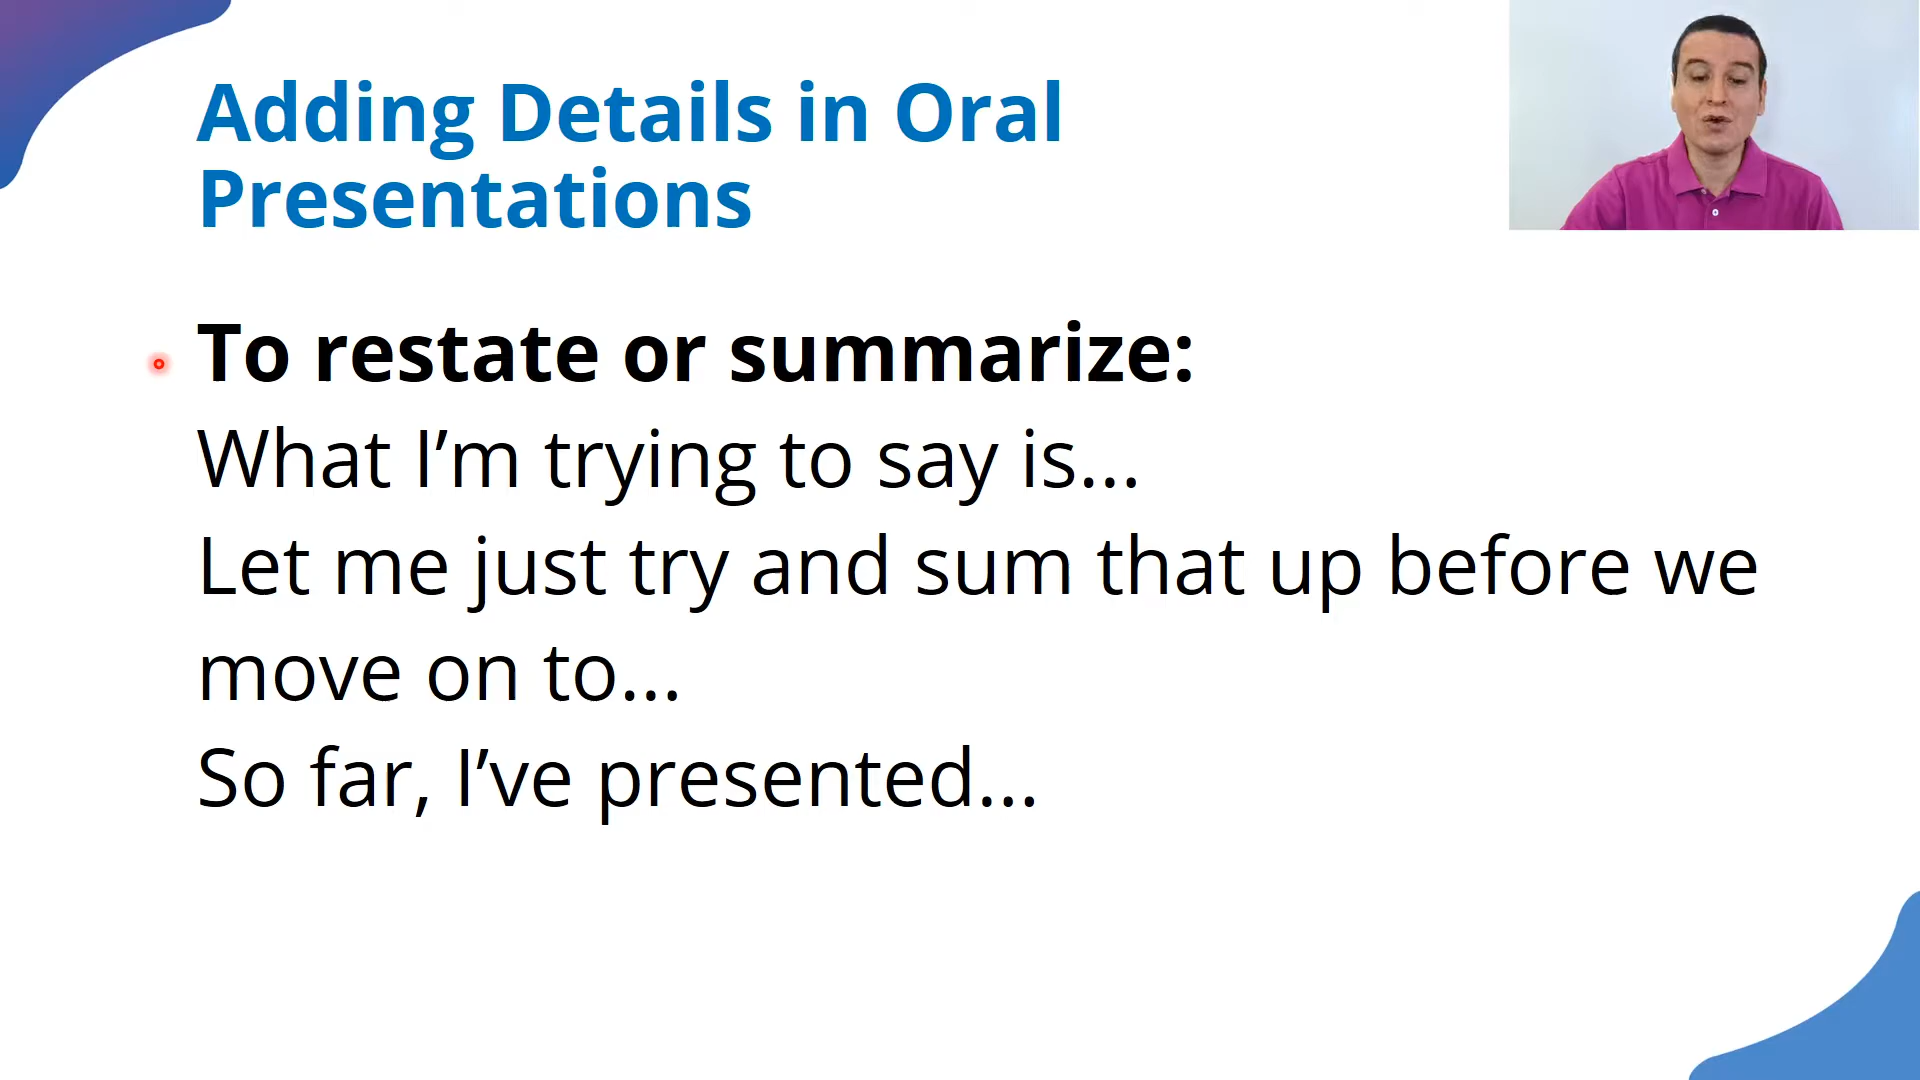 Adding Details in Oral
Presentations
To restate or summarize:
What I’m trying to say is...
Let me just try and sum that up before we
move on to...
So far, I’ve presented...